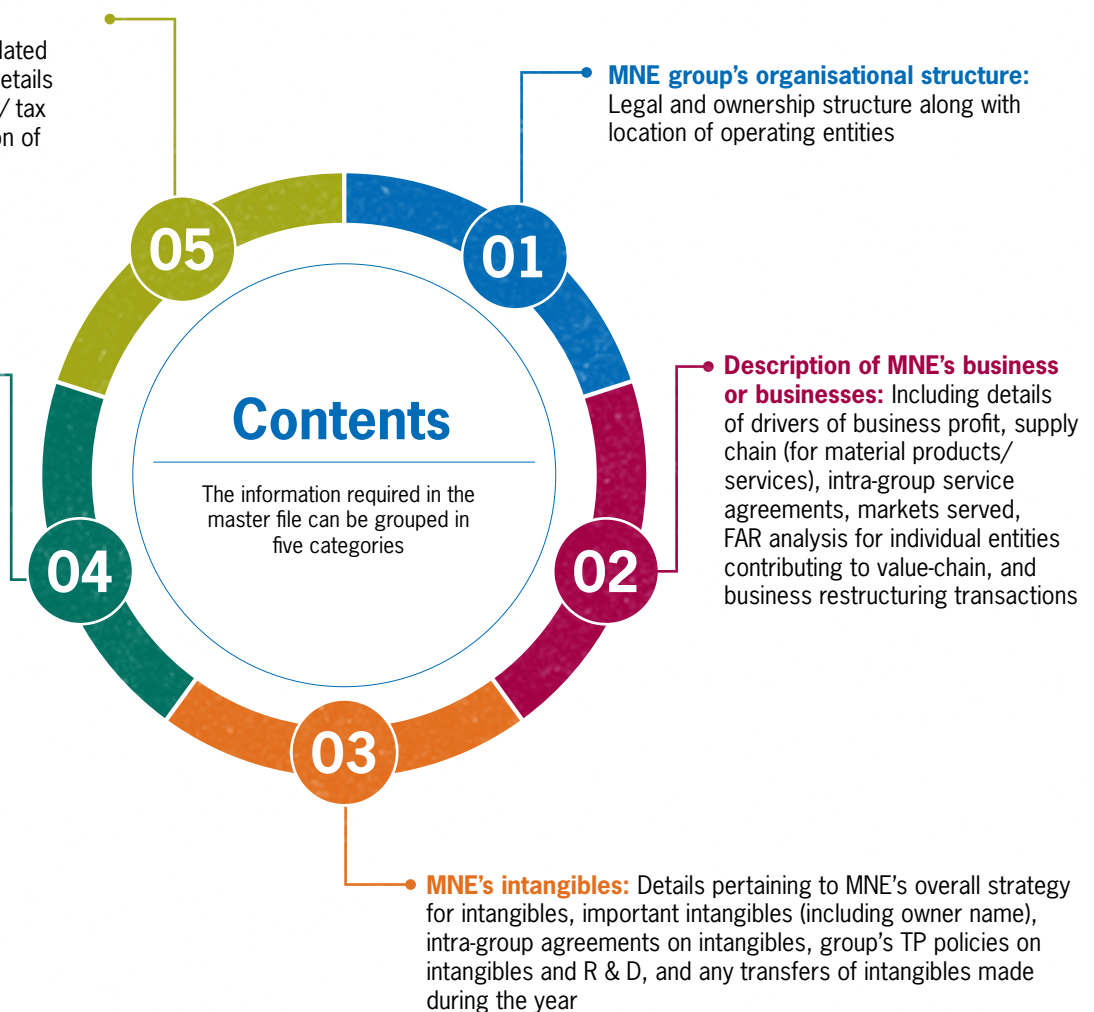 etails
/ tax
of
05
01
MNE group's organisational structure:
Legal and ownership structure along with
location of operating entities
Contents
The information required in the
master file can be grouped in
five categories
04
02
Description of MNE's business
or businesses: Including details
of drivers of business profit, supply
chain (for material products/
services), intra-group service
agreements, markets served,
FAR analysis for individual entities
contributing to value-chain, and
business restructuring transactions
03
MNE's intangibles: Details pertaining to MNE's overall strategy
for intangibles, important intangibles (including owner name),
intra-group agreements on intangibles, group's TP policies on
intangibles and R & D, and any transfers of intangibles made
during the year